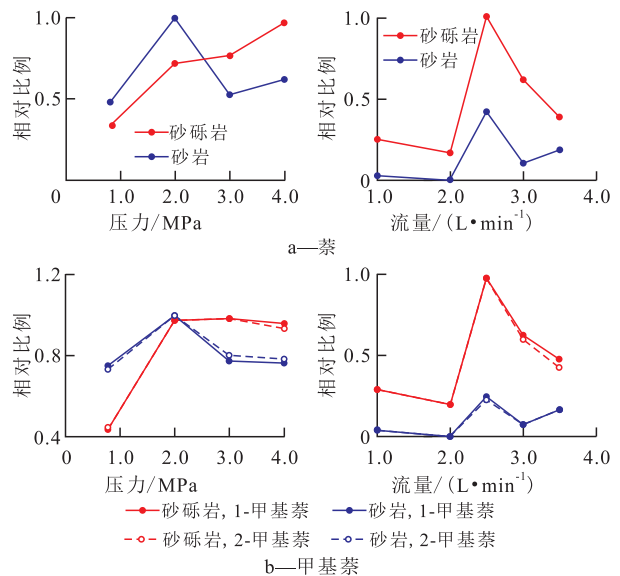 1.0
0.5
0
1.0
2.0
3.0
4.0
相对比例
压力/MPa
砂砾岩
砂岩
1.0
0.5
0
1.0
2.0
3.0
4.0
相对比例
流量/(L•min⁻¹)
砂砾岩
砂岩
a—萘
1.2
0.8
0.4
0
1.0
2.0
3.0
4.0
相对比例
压力/MPa
1.0
0.5
0
1.0
2.0
3.0
4.0
相对比例
流量/(L•min⁻¹)
砂砾岩, 1-甲基萘 砂岩, 1-甲基萘
砂砾岩, 2-甲基萘 砂岩, 2-甲基萘
b—甲基萘